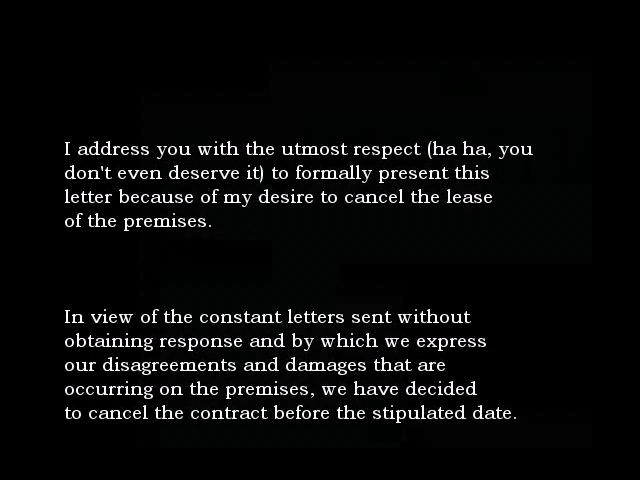 I address you with the utmost respect (ha ha, you
don't even deserve it) to formally present this
letter because of my desire to cancel the lease
of the premises.
In view of the constant letters sent without
obtaining response and by which we express
our disagreements and damages that are
occurring on the premises, we have decided
to cancel the contract before the stipulated date.